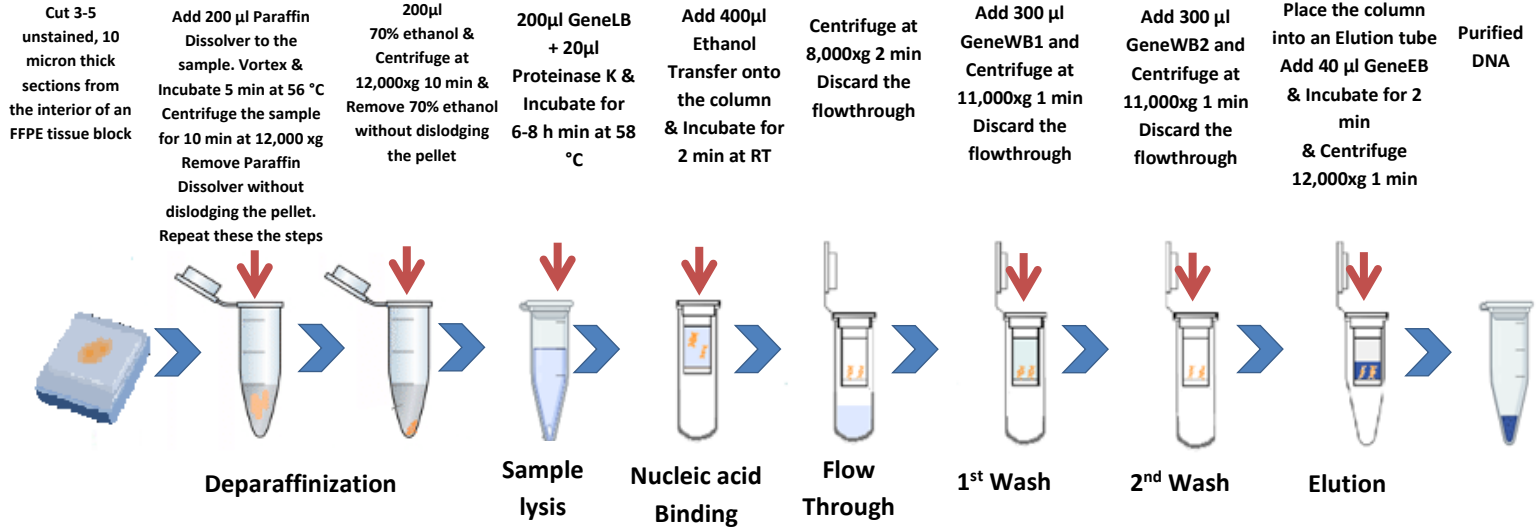 Cut 3-5
unstained, 10
micron thick
sections from
the interior of an
FFPE tissue block
Add 200 µl Paraffin
Dissolver to the
sample. Vortex &
Incubate 5 min at 56 °C
Centrifuge the sample
for 10 min at 12,000 xg
Remove Paraffin
Dissolver without
dislodging the pellet.
Repeat these the steps
200µl
70% ethanol &
Centrifuge at
12,000xg 10 min &
Remove 70% ethanol
without dislodging
the pellet
200µl GeneLB
+ 20µl
Proteinase K &
Incubate for
6-8 h min at 58
°C
Add 400µl
Ethanol
Transfer onto
the column
& Incubate for
2 min at RT
Centrifuge at
8,000xg 2 min
Discard the
flowthrough
Add 300 µl
GeneWB1 and
Centrifuge at
11,000xg 1 min
Discard the
flowthrough
Add 300 µl
GeneWB2 and
Centrifuge at
11,000xg 1 min
Discard the
flowthrough
Place the column
into an Elution tube
Add 40 µl GeneEB
& Incubate for 2
min
& Centrifuge
12,000xg 1 min
Purified
DNA
Deparaffinization
Sample
lysis
Nucleic acid
Binding
Flow
Through
1st Wash
2nd Wash
Elution